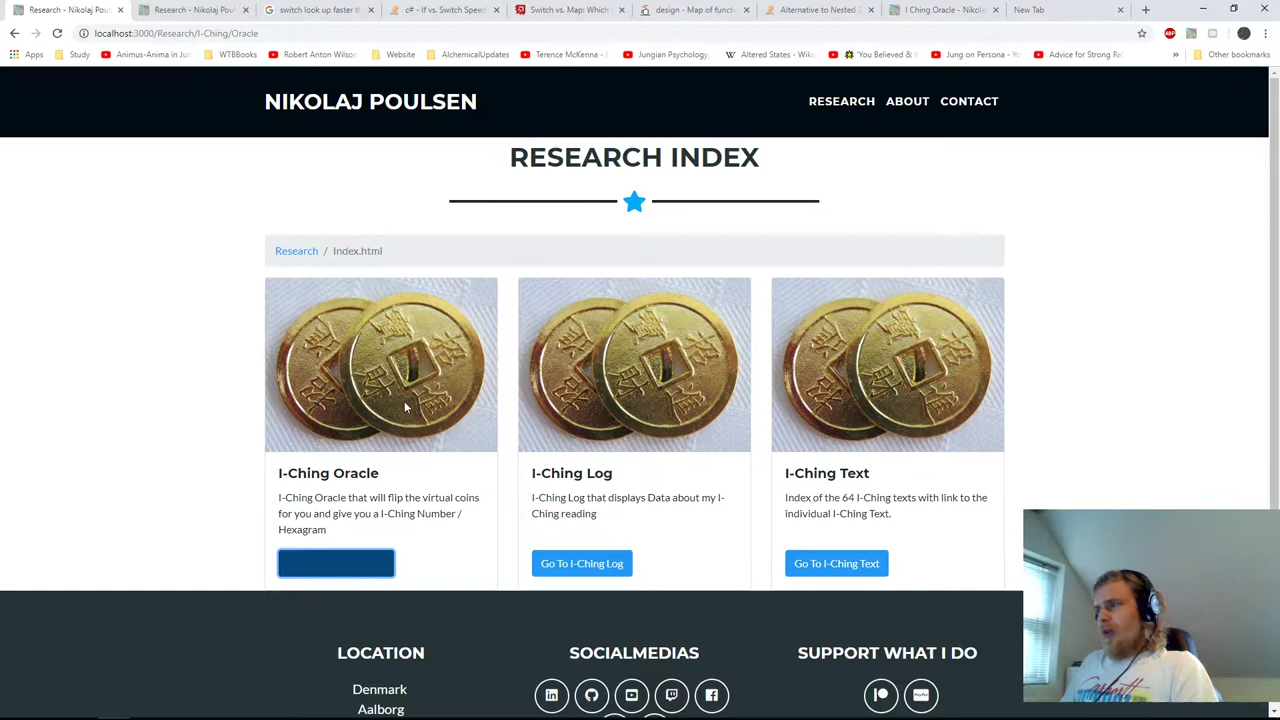 Research - Nikolaj Pou
Research - Nikolaj Poul
switch look up faster th
c# - If vs. Switch Speed
Switch vs. Map: Which
design - Map of functi
Alternative to Nested
I Ching Oracle - Nikolaj
New Tab
localhost:3000/Research/I-Ching/Oracle
Apps
Study
Animus-Anima in Jun
WTBBooks
Robert Anton Wilson
Website
AlchemicalUpdates
Terence McKenna - I
Jungian Psychology
Altered States - Wik
'You Believed & You
Jung on Persona - Yo
Advice for Strong Re
»
Other bookmarks
NIKOLAJ POULSEN
RESEARCH
ABOUT
CONTACT
RESEARCH INDEX
Research / Index.html
I-Ching Oracle
I-Ching Oracle that will flip the virtual coins
for you and give you a I-Ching Number /
Hexagram
I-Ching Log
I-Ching Log that displays Data about my I-
Ching reading
Go To I-Ching Log
I-Ching Text
Index of the 64 I-Ching texts with link to the
individual I-Ching Text.
Go To I-Ching Text
LOCATION
Denmark
Aalborg
SOCIALMEDIAS
SUPPORT WHAT I DO